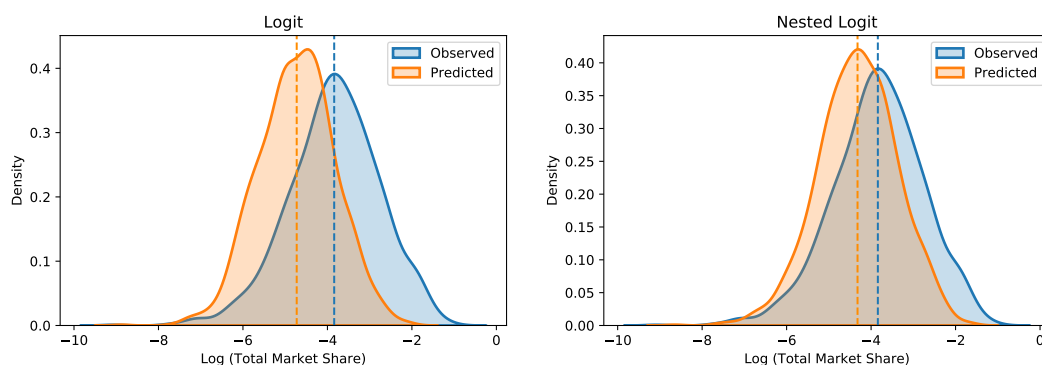 Logit
Observed
Predicted
Density
0.4
0.3
0.2
0.1
0.0
−10
−8
−6
−4
−2
0
Log (Total Market Share)
Nested Logit
Observed
Predicted
Density
0.40
0.35
0.30
0.25
0.20
0.15
0.10
0.05
0.00
−10
−8
−6
−4
−2
0
Log (Total Market Share)